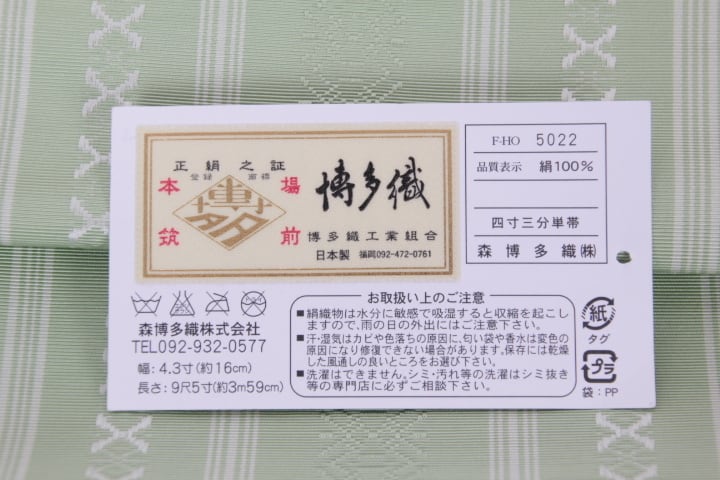 正絹之証
登録 商標
本場
筑前
博多
博多織
博多織工業組合
日本製 福岡092-472-0761
F-HO 5022
品質表示 絹100%
四寸三分単帯
森博多織(株)
森博多織株式会社
TEL092-932-0577
幅:4.3寸(約16cm)
長さ:9尺5寸(約3m59cm)
お取扱い上のご注意
■絹織物は水分に敏感で吸湿すると収縮を起こし
ますので、雨の日の外出にはご注意下さい。
■汗・湿気はカビや色落ちの原因に、匂い袋や香水は変色の
原因になり修復できない場合があります。保存には乾燥
した風通しの良いところをお選び下さい。
■洗濯はできません。シミ・汚れ等の洗濯はシミ抜き
等の専門店に必ずご相談下さい。
紙
タグ
プラ
袋:PP